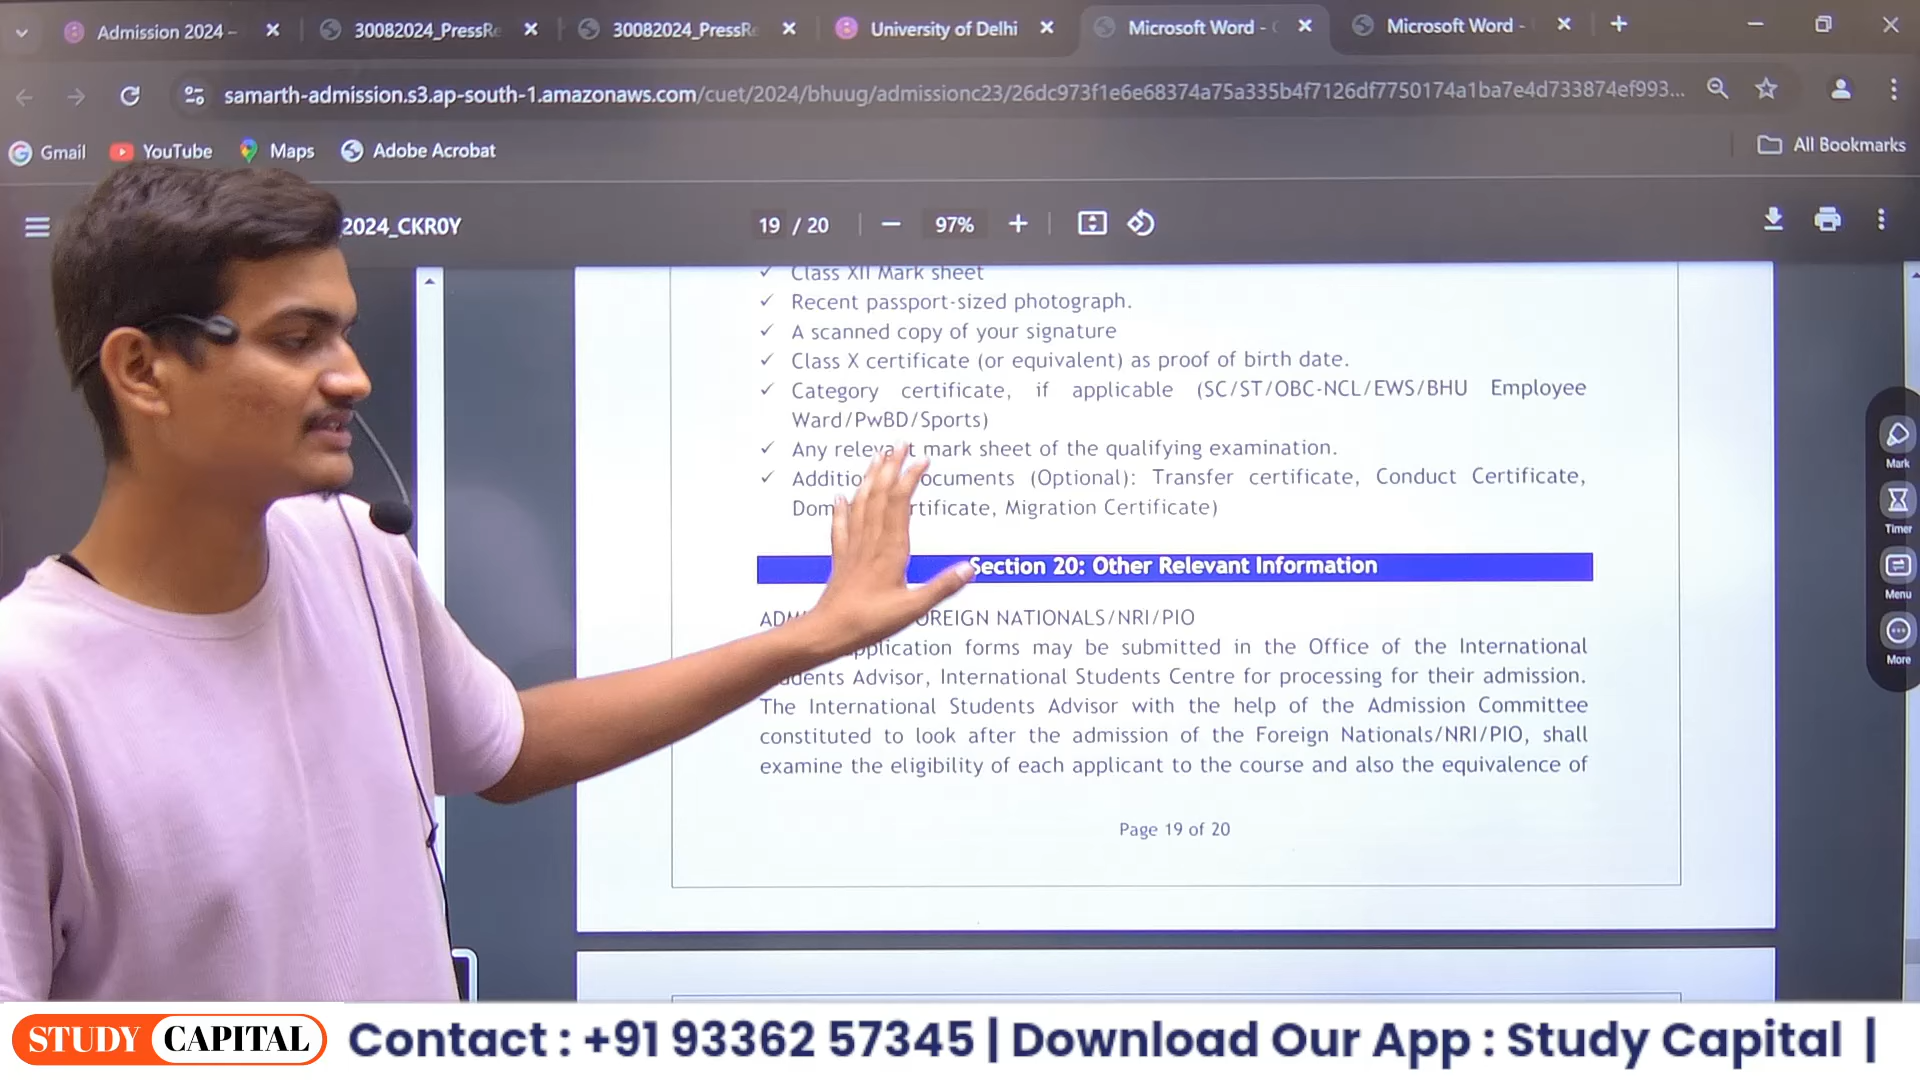 Admission 2024 –
30082024_PressRe
30082024_PressRe
University of Delhi
Microsoft Word -
Microsoft Word -
samarth-admission.s3.ap-south-1.amazonaws.com/cuet/2024/bhuug/admissionc23/26dc973f1e6e68374a75a335b4f7126df7750174a1ba7e4d733874ef993...
Gmail
YouTube
Maps
Adobe Acrobat
All Bookmarks
2024_CKR0Y
19 / 20
97%
✓ Class XII Mark sheet
✓ Recent passport-sized photograph.
✓ A scanned copy of your signature
✓ Class X certificate (or equivalent) as proof of birth date.
✓ Category certificate, if applicable (SC/ST/OBC-NCL/EWS/BHU Employee
Ward/PwBD/Sports)
✓ Any relevant mark sheet of the qualifying examination.
✓ Additio ocuments (Optional): Transfer certificate, Conduct Certificate,
Dom rtificate, Migration Certificate)
Section 20: Other Relevant Information
ADM OREIGN NATIONALS/NRI/PIO
pplication forms may be submitted in the Office of the International
udents Advisor, International Students Centre for processing for their admission.
The International Students Advisor with the help of the Admission Committee
constituted to look after the admission of the Foreign Nationals/NRI/PIO, shall
examine the eligibility of each applicant to the course and also the equivalence of
Page 19 of 20
Mark
Timer
Menu
More
STUDY CAPITAL
Contact : +91 93362 57345 | Download Our App : Study Capital |